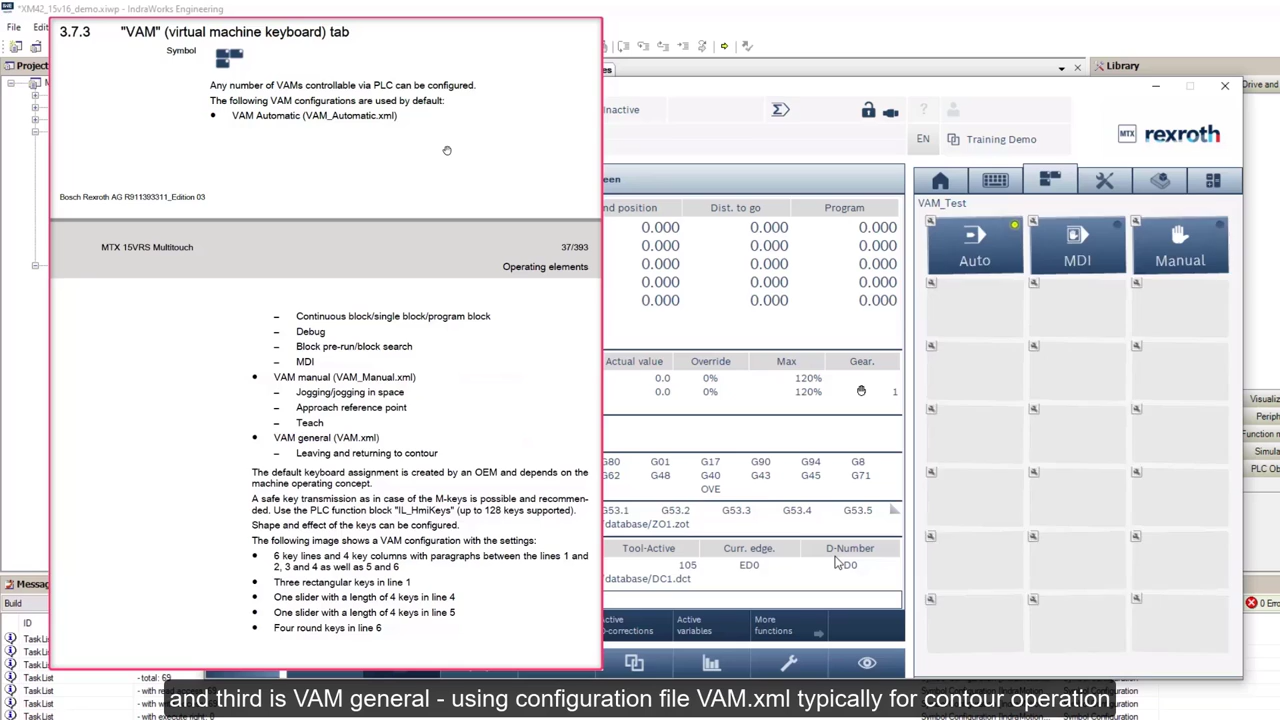 *XM42_15v16_demo.xiwp - IndraWorks Engineering
File
3.7.3 "VAM" (virtual machine keyboard) tab
Symbol
Any number of VAMs controllable via PLC can be configured.
The following VAM configurations are used by default:
• VAM Automatic (VAM_Automatic.xml)
Bosch Rexroth AG R911393311_Edition 03
MTX 15VRS Multitouch 37/393
Operating elements
– Continuous block/single block/program block
– Debug
– Block pre-run/block search
– MDI
• VAM manual (VAM_Manual.xml)
– Jogging/jogging in space
– Approach reference point
– Teach
• VAM general (VAM.xml)
– Leaving and returning to contour
The default keyboard assignment is created by an OEM and depends on the
machine operating concept.
A safe key transmission as in case of the M-keys is possible and recommen-
ded. Use the PLC function block "IL_HmiKeys" (up to 128 keys supported).
Shape and effect of the keys can be configured.
The following image shows a VAM configuration with the settings:
• 6 key lines and 4 key columns with paragraphs between the lines 1 and
2, 3 and 4 as well as 5 and 6
• Three rectangular keys in line 1
• One slider with a length of 4 keys in line 4
• One slider with a length of 4 keys in line 5
• Four round keys in line 6
Library
Inactive
EN Training Demo
MTX rexroth
nd position Dist. to go Program
0.000 0.000 0.000
0.000 0.000 0.000
0.000 0.000 0.000
0.000 0.000 0.000
0.000 0.000 0.000
Actual value Override Max Gear.
0.0 0% 120%
0.0 0% 120% 1
G80 G01 G17 G90 G94 G8
G62 G48 G40 G43 G45 G71
OVE
G53.1 G53.2 G53.3 G53.4 G53.5
/database/ZO1.zot
Tool-Active Curr. edge. D-Number
105 ED0 D0
/database/DC1.dct
Active
variables
More
functions
VAM_Test
Auto MDI Manual
Build
ID
TaskList
- total: 69
0 Erro
and third is VAM general - using configuration file VAM.xml typically for contour operation